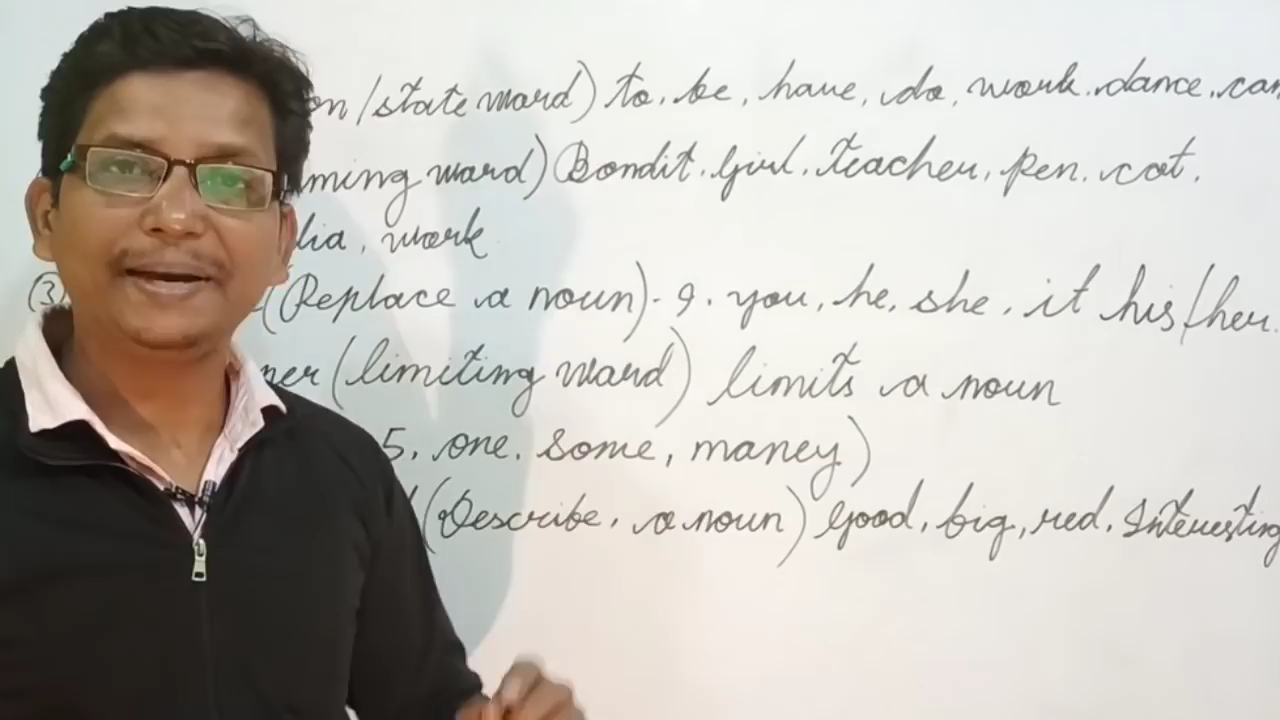 on/state word) to, be, have, do, work, dance, can
ming word) Bondit, girl, teacher, pen, cat,
dia, work
(3) (Replace a noun). I, you, he, she, it his/her.
ner (limiting word) limits a noun
5, one, some, maney)
(Describe, a noun) good, big, red, Interesting